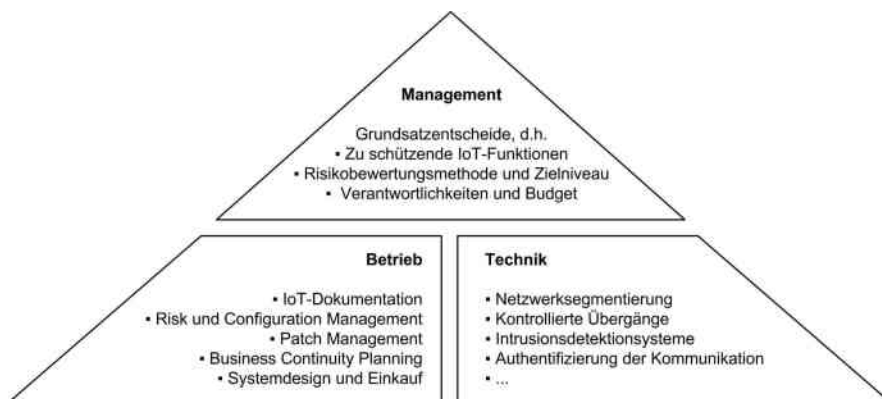 Management
Grundsatzentscheide, d.h.
▪ Zu schützende IoT-Funktionen
▪ Risikobewertungsmethode und Zielniveau
▪ Verantwortlichkeiten und Budget
Betrieb
▪ IoT-Dokumentation
▪ Risk und Configuration Management
▪ Patch Management
▪ Business Continuity Planning
▪ Systemdesign und Einkauf
Technik
▪ Netzwerksegmentierung
▪ Kontrollierte Übergänge
▪ Intrusionsdetektionsysteme
▪ Authentifizierung der Kommunikation
▪ ...